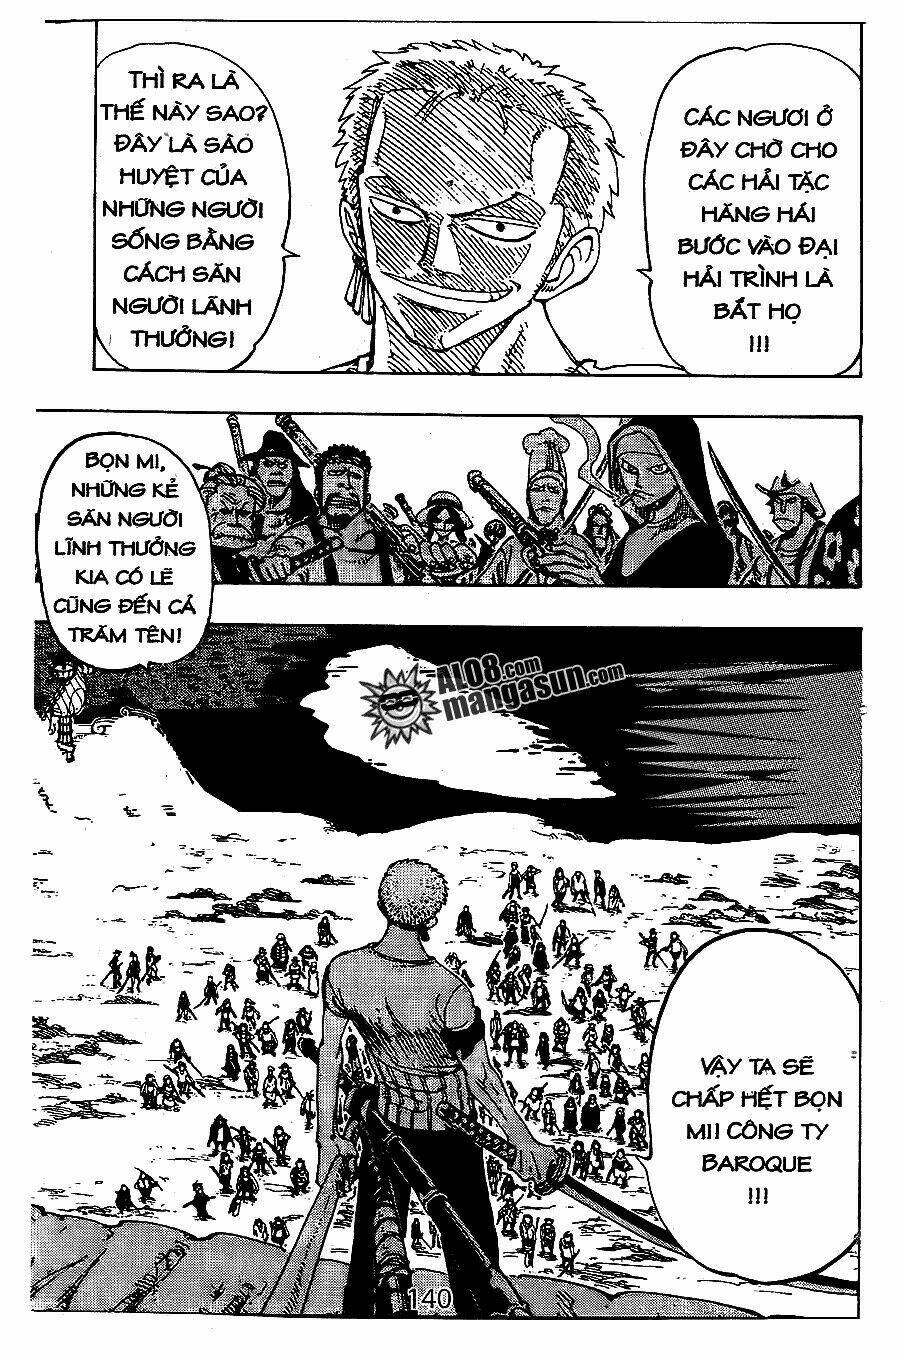 THÌ RA LÀ
THẾ NÀY SAO?
ĐÂY LÀ SÀO
HUYỆT CỦA
NHỮNG NGƯỜI
SỐNG BẰNG
CÁCH SĂN
NGƯỜI LÃNH
THƯỞNG!
CÁC NGƯƠI Ở
ĐÂY CHỜ CHO
CÁC HẢI TẶC
HĂNG HÁI
BƯỚC VÀO ĐẠI
HẢI TRÌNH LÀ
BẮT HỌ
!!!
BỌN MI,
NHỮNG KẺ
SĂN NGƯỜI
LĨNH THƯỞNG
KIA CÓ LẼ
CŨNG ĐẾN CẢ
TRĂM TÊN!
ALO8.com
mangasun.com
VẬY TA SẼ
CHẤP HẾT BỌN
MI! CÔNG TY
BAROQUE
!!!
140